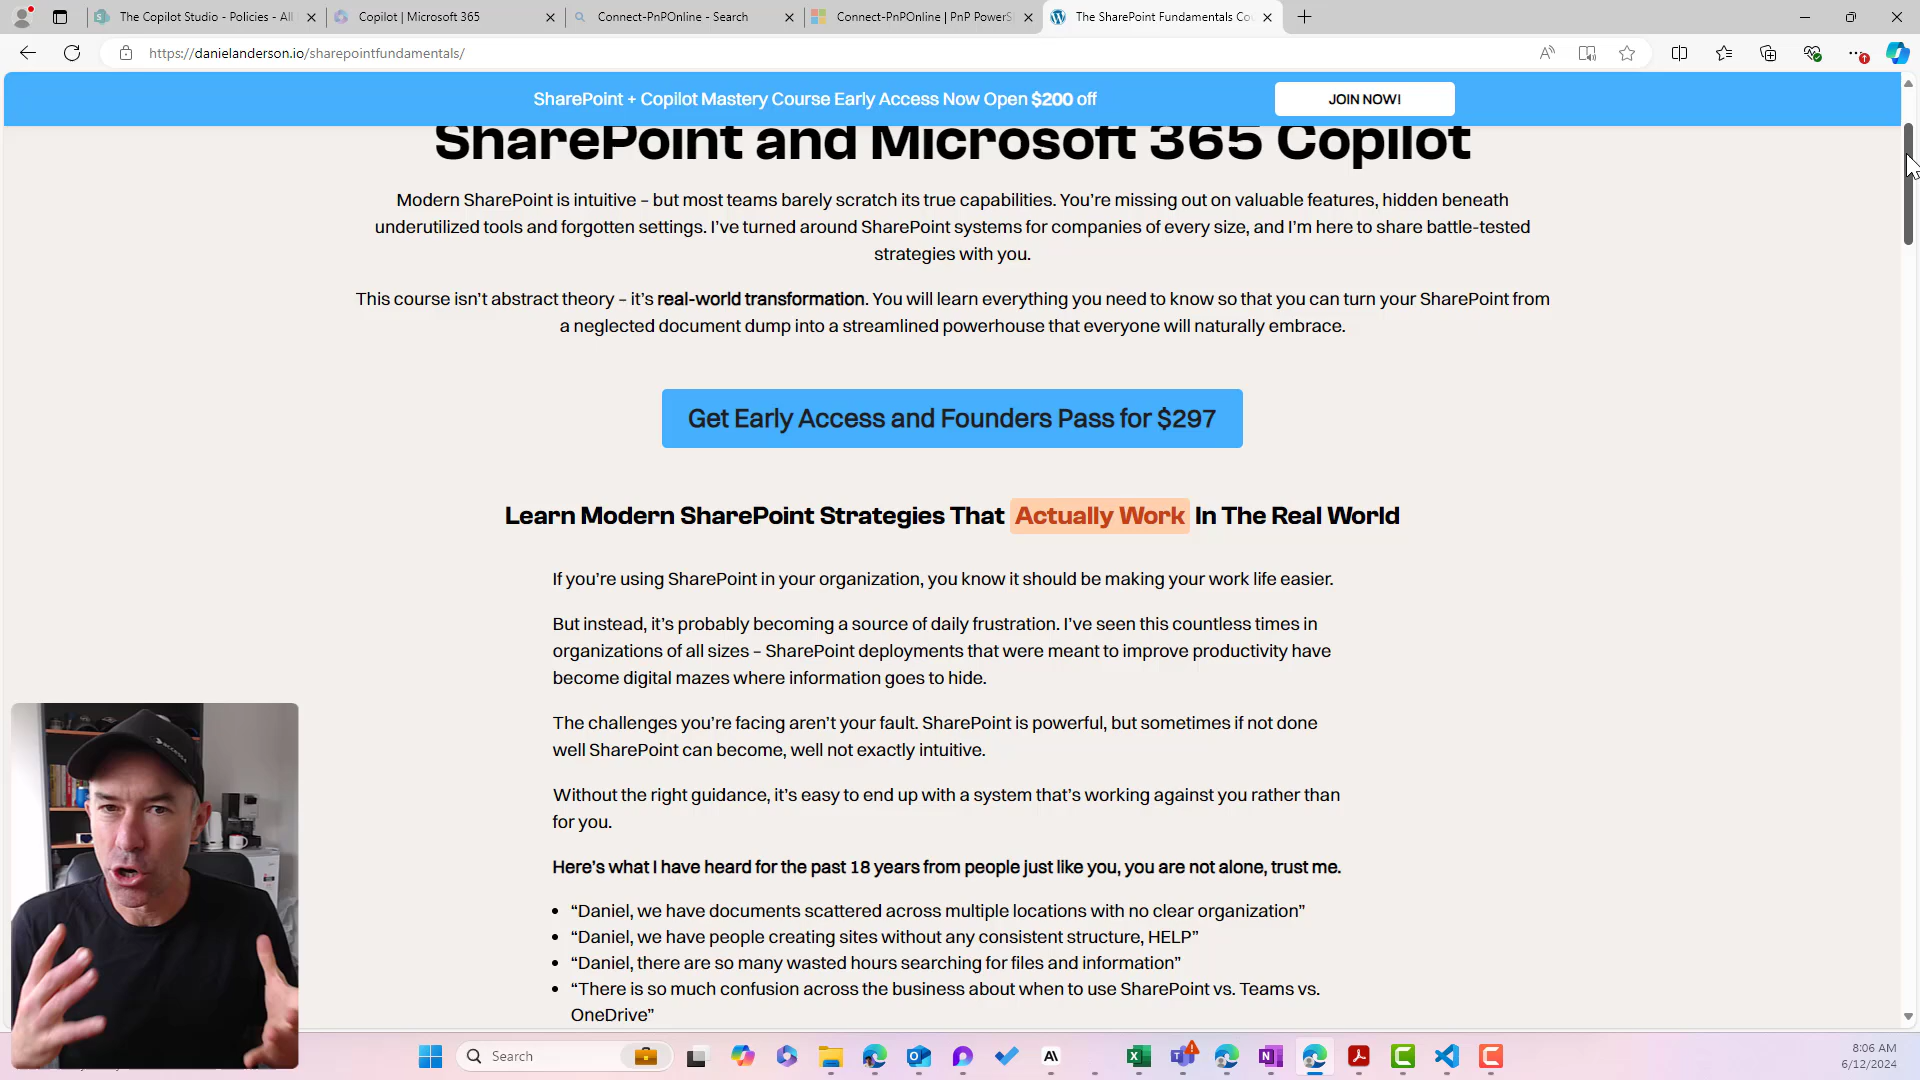 The Copilot Studio - Policies - All
Copilot | Microsoft 365
Connect-PnPOnline - Search
Connect-PnPOnline | PnP PowerS
The SharePoint Fundamentals Co
https://danielanderson.io/sharepointfundamentals/
SharePoint + Copilot Mastery Course Early Access Now Open $200 off
JOIN NOW!
SharePoint and Microsoft 365 Copilot
Modern SharePoint is intuitive – but most teams barely scratch its true capabilities. You’re missing out on valuable features, hidden beneath
underutilized tools and forgotten settings. I’ve turned around SharePoint systems for companies of every size, and I’m here to share battle-tested
strategies with you.
This course isn’t abstract theory – it’s real-world transformation. You will learn everything you need to know so that you can turn your SharePoint from
a neglected document dump into a streamlined powerhouse that everyone will naturally embrace.
Get Early Access and Founders Pass for $297
Learn Modern SharePoint Strategies That Actually Work In The Real World
If you’re using SharePoint in your organization, you know it should be making your work life easier.
But instead, it’s probably becoming a source of daily frustration. I’ve seen this countless times in
organizations of all sizes – SharePoint deployments that were meant to improve productivity have
become digital mazes where information goes to hide.
The challenges you’re facing aren’t your fault. SharePoint is powerful, but sometimes if not done
well SharePoint can become, well not exactly intuitive.
Without the right guidance, it’s easy to end up with a system that’s working against you rather than
for you.
Here’s what I have heard for the past 18 years from people just like you, you are not alone, trust me.
• “Daniel, we have documents scattered across multiple locations with no clear organization”
• “Daniel, we have people creating sites without any consistent structure, HELP”
• “Daniel, there are so many wasted hours searching for files and information”
• “There is so much confusion across the business about when to use SharePoint vs. Teams vs.
OneDrive”
Search
8:06 AM
6/12/2024